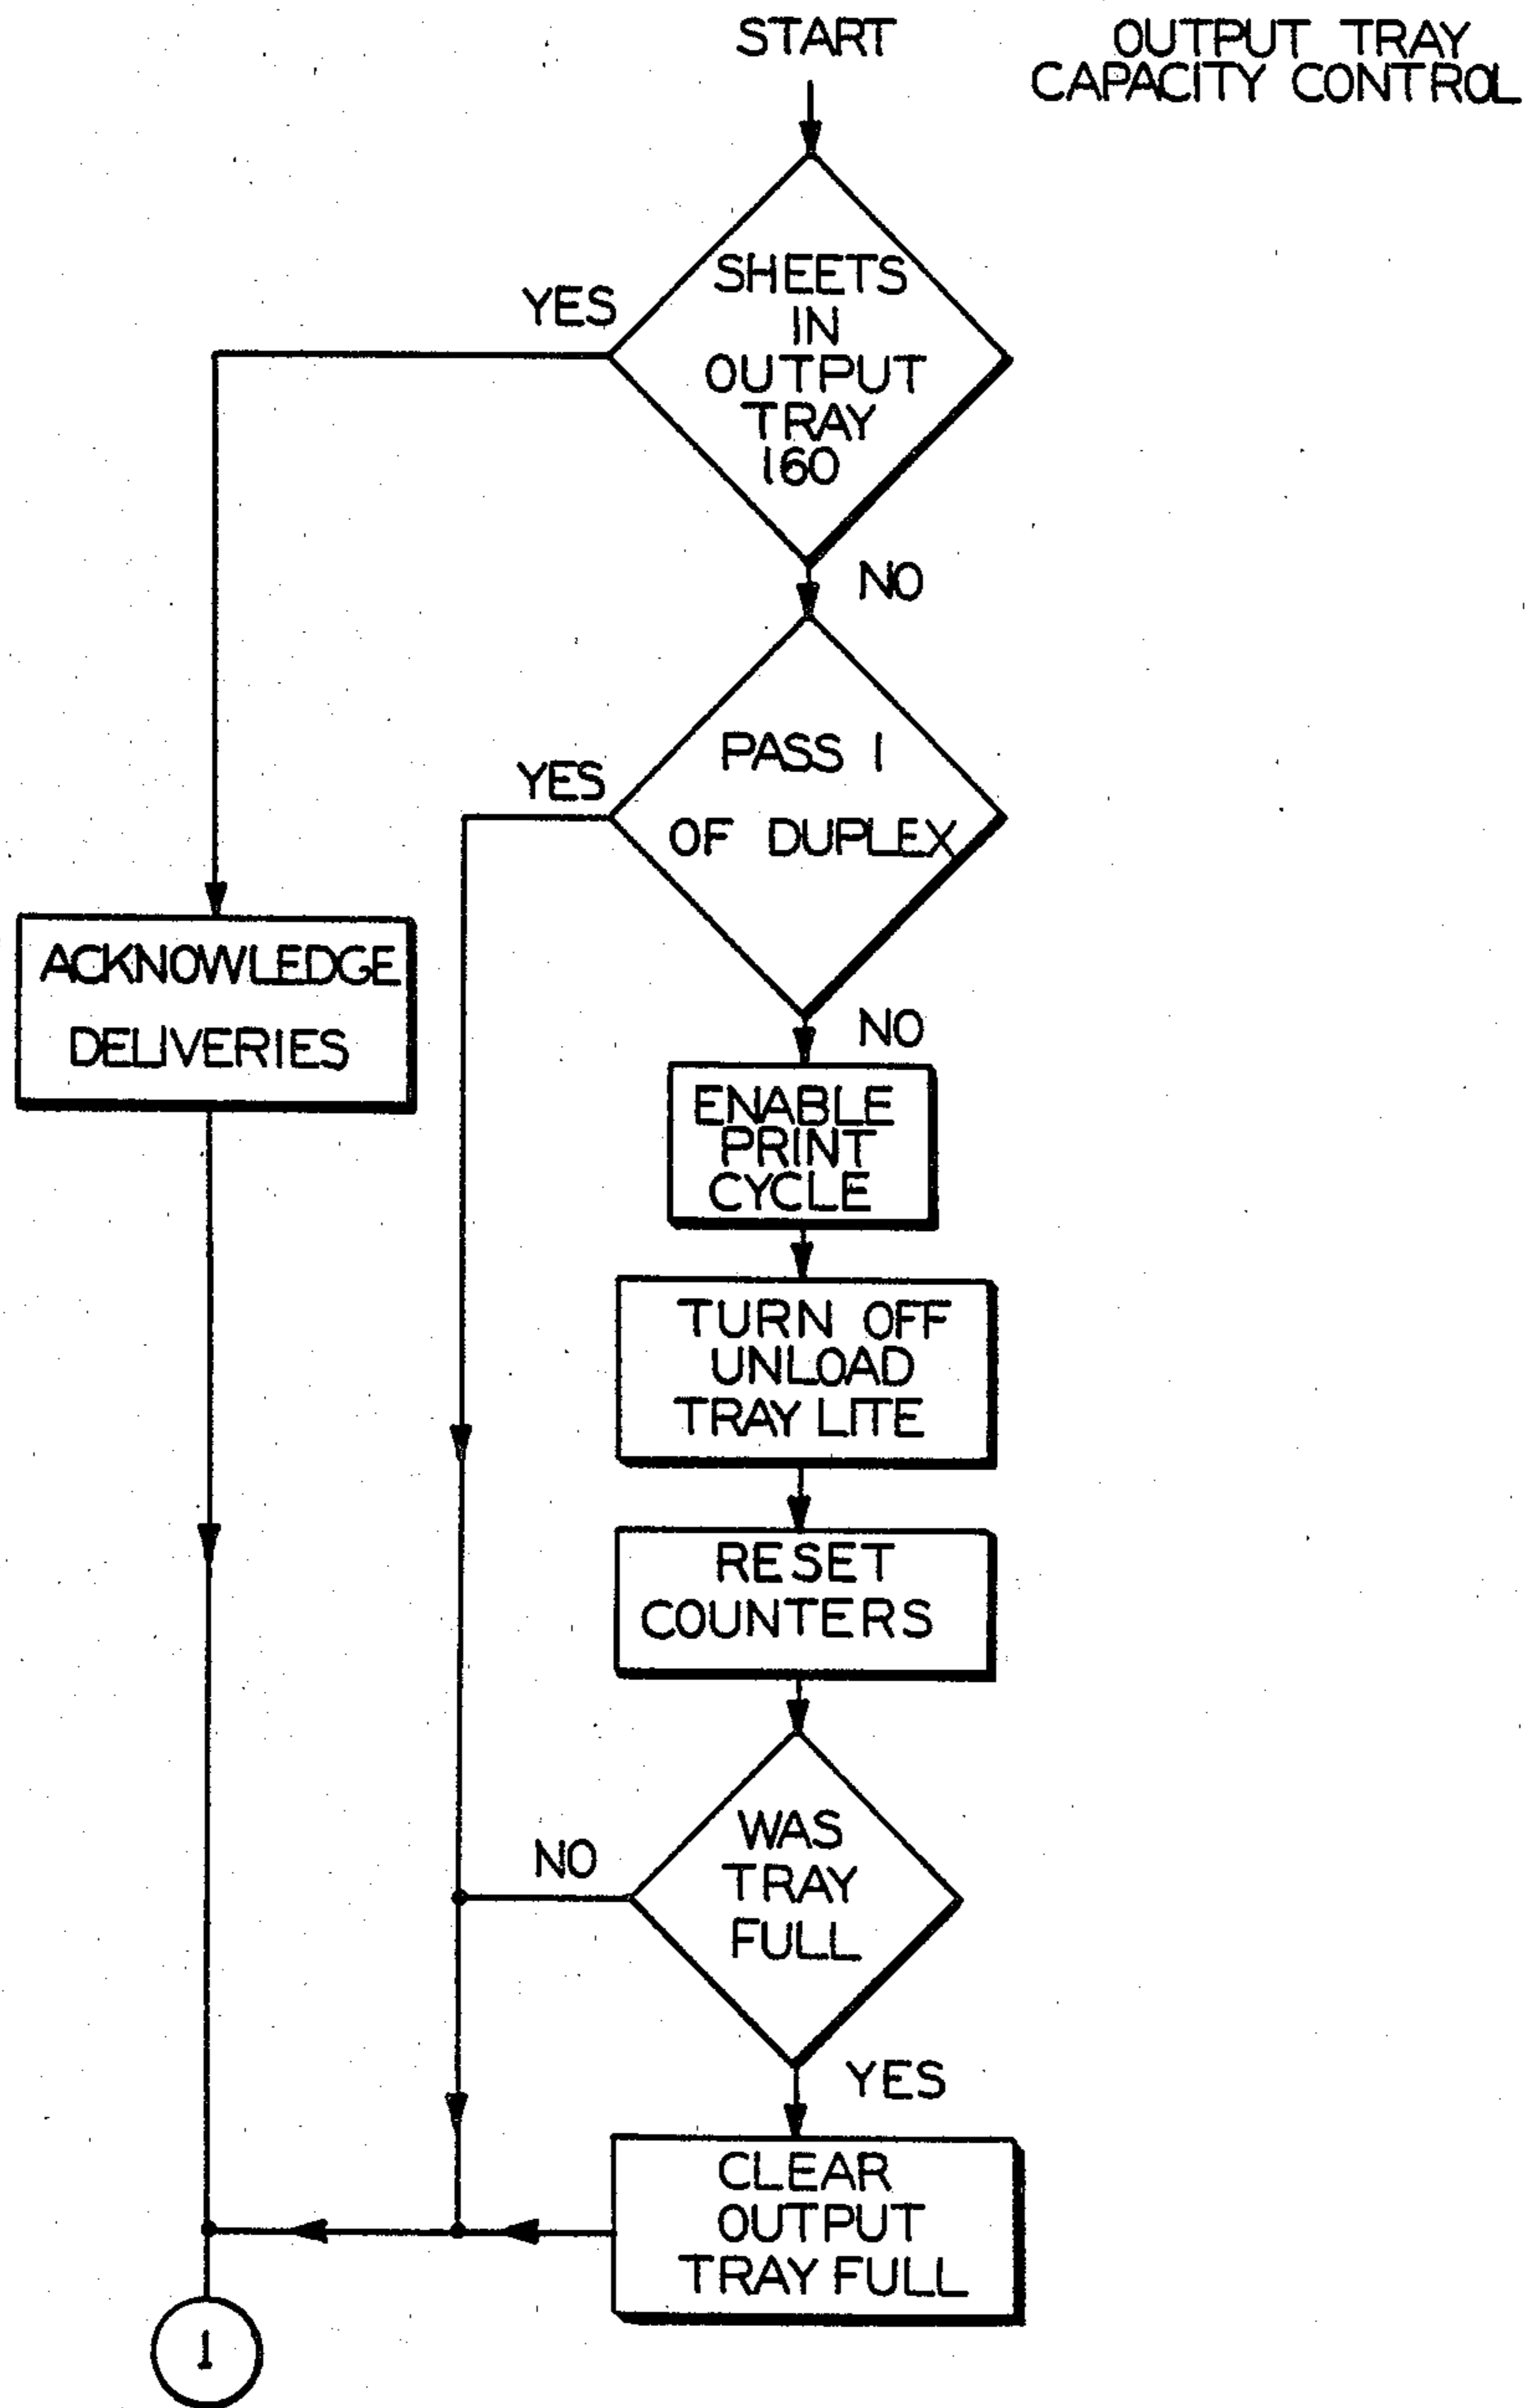 START
OUTPUT TRAY
CAPACITY CONTROL
SHEETS
IN
OUTPUT
TRAY
160
YES
NO
PASS 1
OF DUPLEX
YES
NO
ACKNOWLEDGE
DELIVERIES
ENABLE
PRINT
CYCLE
TURN OFF
UNLOAD
TRAY LITE
RESET
COUNTERS
WAS
TRAY
FULL
NO
YES
CLEAR
OUTPUT
TRAY FULL
1